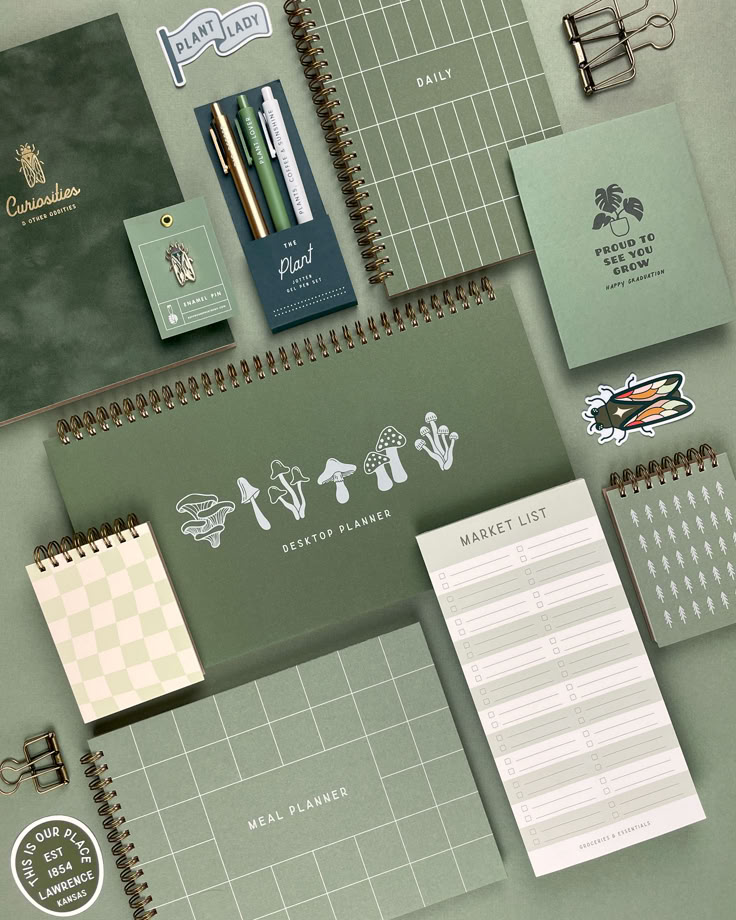 PLANT LADY
DAILY
Curiosities
& OTHER ODDITIES
PLANT LOVER
PLANTS, COFFEE & SUNSHINE
THE
Plant
JOTTER
GEL PEN SET
ENAMEL PIN
PROUD TO
SEE YOU
GROW
HAPPY GRADUATION
DESKTOP PLANNER
MARKET LIST
GROCERIES & ESSENTIALS
MEAL PLANNER
THIS IS OUR PLACE
EST
1854
LAWRENCE
KANSAS